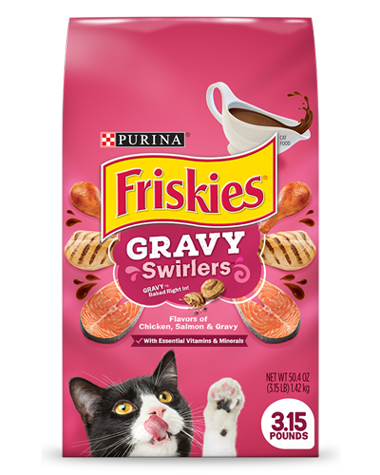 PURINA
CAT
FOOD
Friskies
GRAVY
Swirlers
GRAVY
Baked Right In!
Flavors of
Chicken, Salmon & Gravy
With Essential Vitamins & Minerals
NET WT 50.4 OZ
(3.15 LB) 1.42 kg
3.15
POUNDS